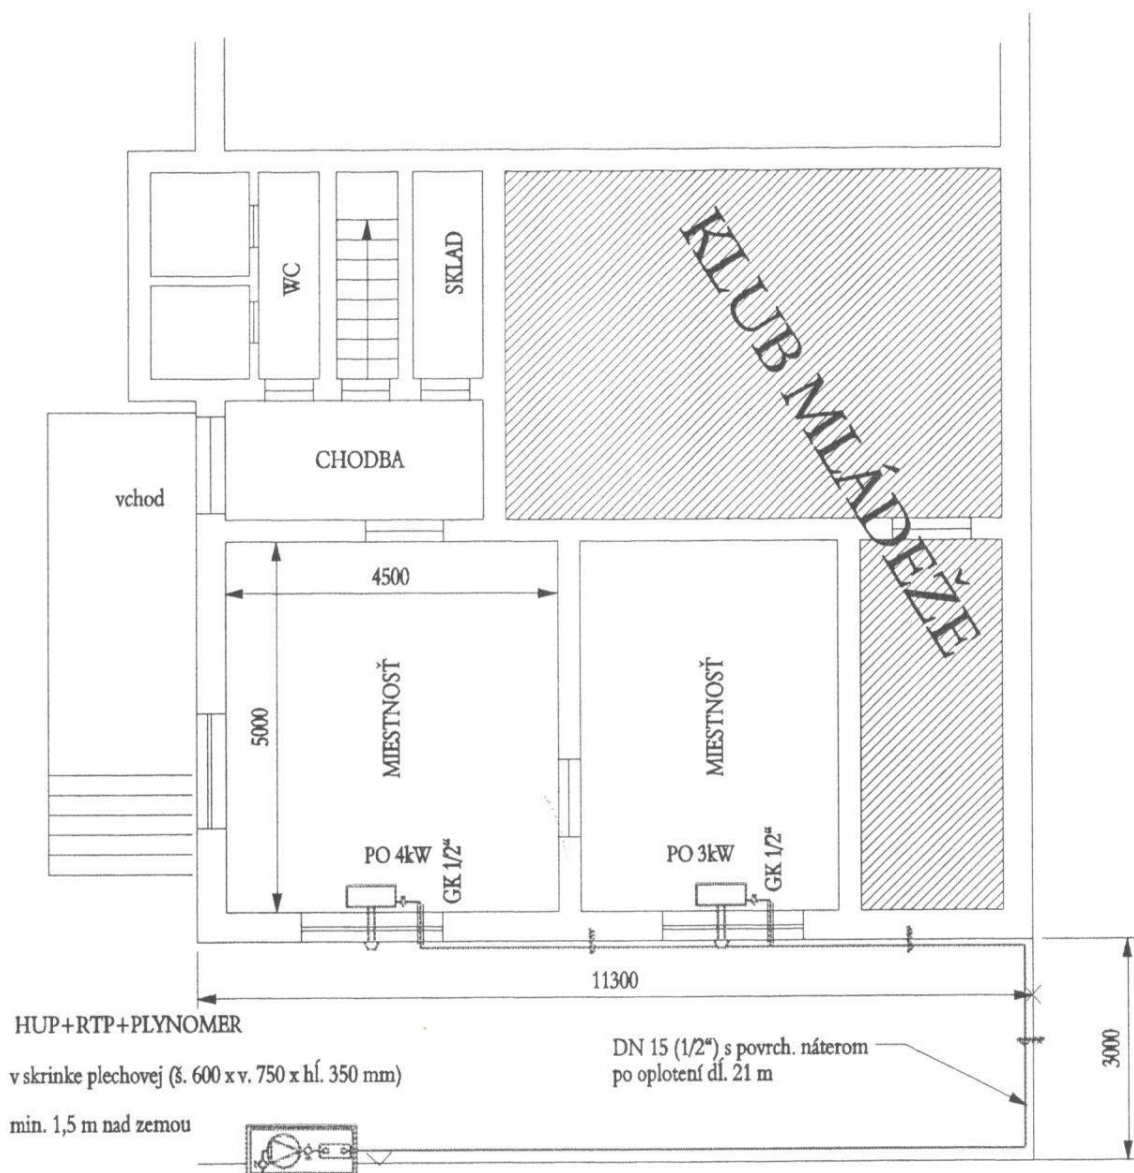 WC
SKLAD
KLUB MLÁDEŽE
CHODBA
vchod
4500
5000
MIESTNOSŤ
MIESTNOSŤ
PO 4kW
GK 1/2“
PO 3kW
GK 1/2“
11300
3000
HUP+RTP+PLYNOMER
v skrinke plechovej (š. 600 x v. 750 x hĺ. 350 mm)
min. 1,5 m nad zemou
DN 15 (1/2“) s povrch. náterom
po oplotení dĺ. 21 m